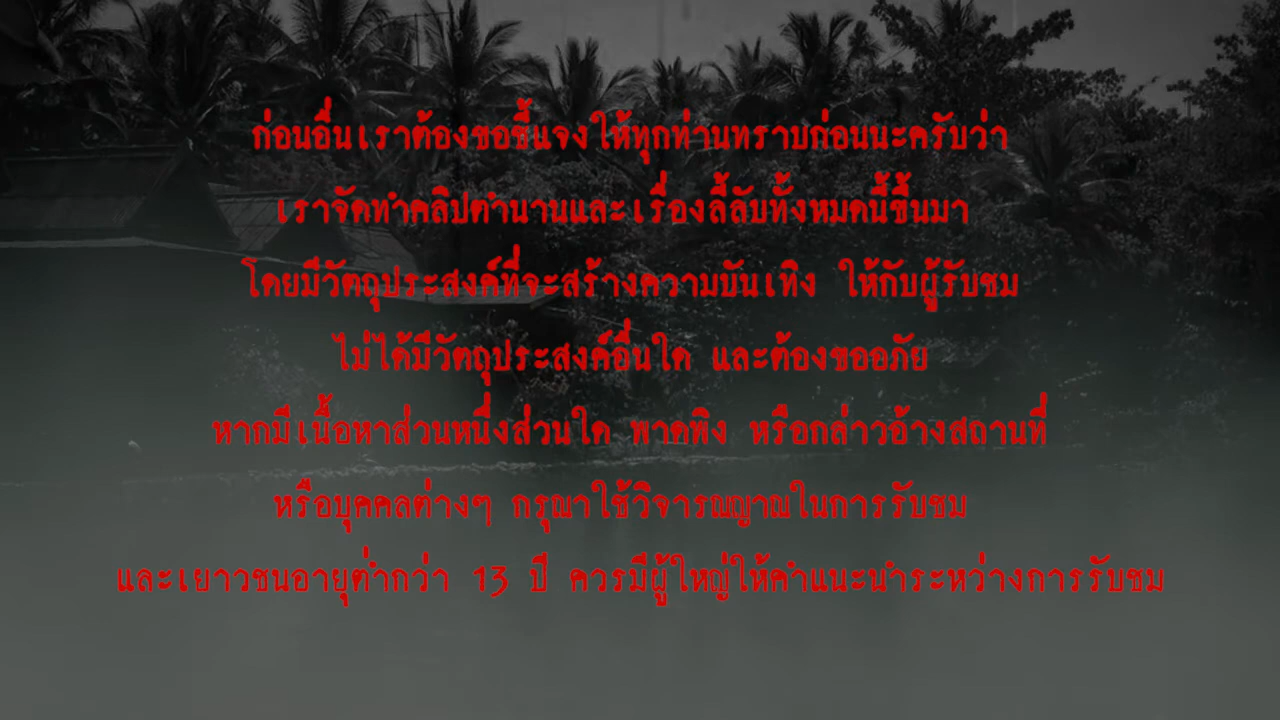 ก่อนอื่นเราต้องขอชี้แจงให้ทุกท่านทราบก่อนนะครับว่า
เราจัดทำคลิปตำนานและเรื่องลี้ลับทั้งหมดนี้ขึ้นมา
โดยมีวัตถุประสงค์ที่จะสร้างความบันเทิง ให้กับผู้รับชม
ไม่ได้มีวัตถุประสงค์อื่นใด และต้องขออภัย
หากมีเนื้อหาส่วนหนึ่งส่วนใด พาดพิง หรือกล่าวอ้างสถานที่
หรือบุคคลต่างๆ กรุณาใช้วิจารณญาณในการรับชม
และเยาวชนอายุต่ำกว่า 13 ปี ควรมีผู้ใหญ่ให้คำแนะนำระหว่างการรับชม